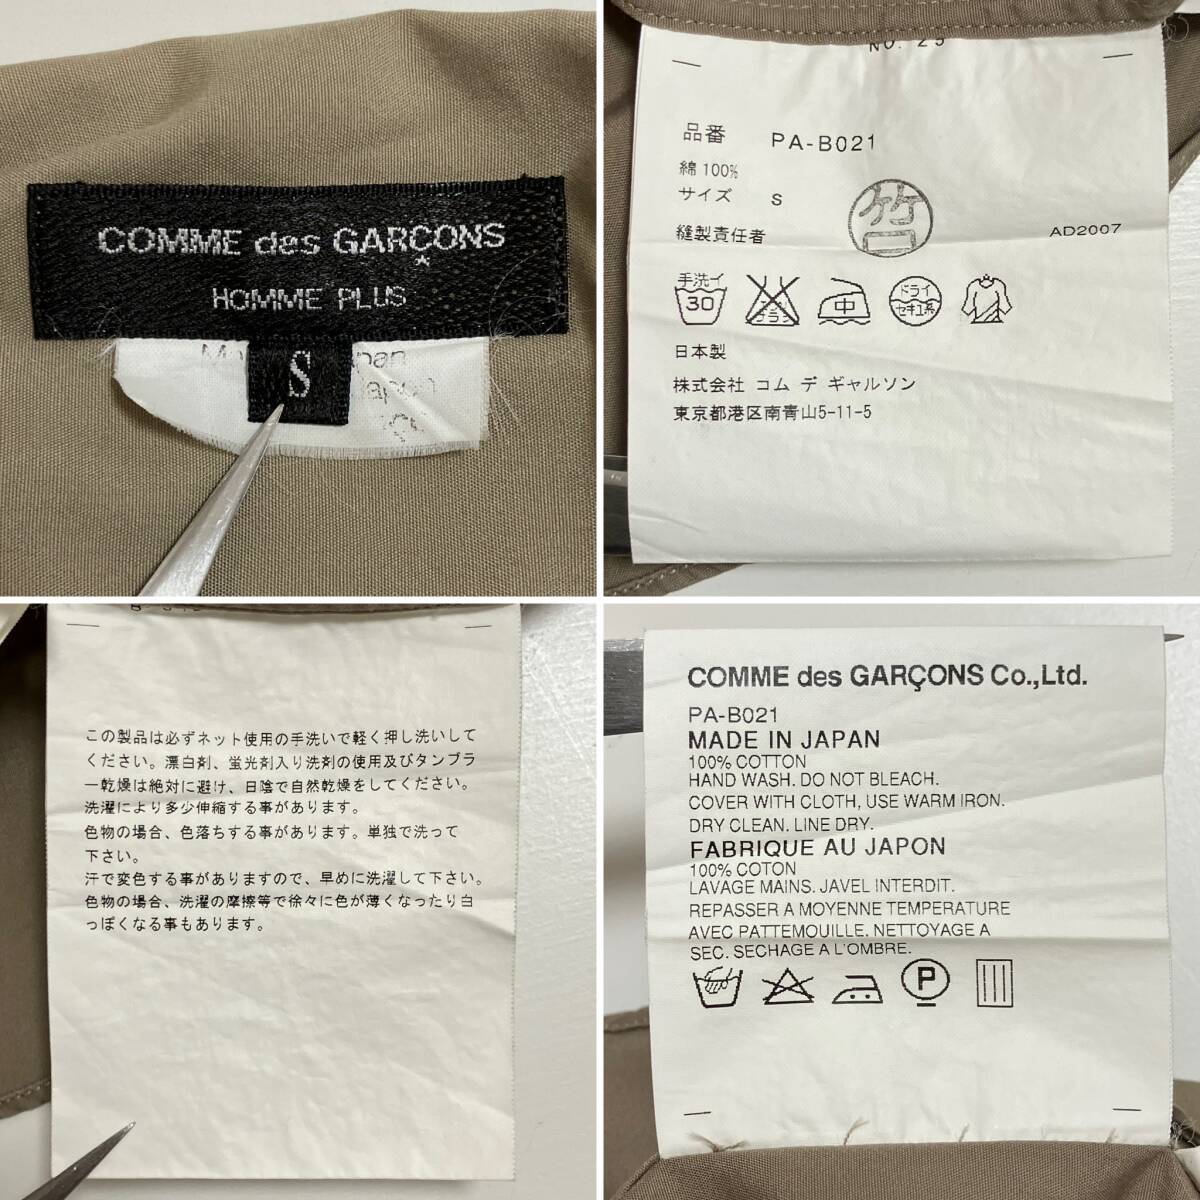 COMME des GARÇONS
HOMME PLUS
S
品番 PA-B021
綿 100%
サイズ S
縫製責任者 竹
AD2007
手洗イ
30
中
ドライ
セキユ系
日本製
株式会社 コム デ ギャルソン
東京都港区南青山5-11-5
この製品は必ずネット使用の手洗いで軽く押し洗いして
ください。漂白剤、蛍光剤入り洗剤の使用及びタンブラ
ー乾燥は絶対に避け、日陰で自然乾燥をしてください。
洗濯により多少伸縮する事があります。
色物の場合、色落ちする事があります。単独で洗って
下さい。
汗で変色する事がありますので、早めに洗濯して下さい。
色物の場合、洗濯の摩擦等で徐々に色が薄くなったり白
っぽくなる事もあります。
COMME des GARÇONS Co.,Ltd.
PA-B021
MADE IN JAPAN
100% COTTON
HAND WASH. DO NOT BLEACH.
COVER WITH CLOTH, USE WARM IRON.
DRY CLEAN. LINE DRY.
FABRIQUE AU JAPON
100% COTON
LAVAGE MAINS. JAVEL INTERDIT.
REPASSER A MOYENNE TEMPERATURE
AVEC PATTEMOUILLE. NETTOYAGE A
SEC. SECHAGE A L'OMBRE.
P